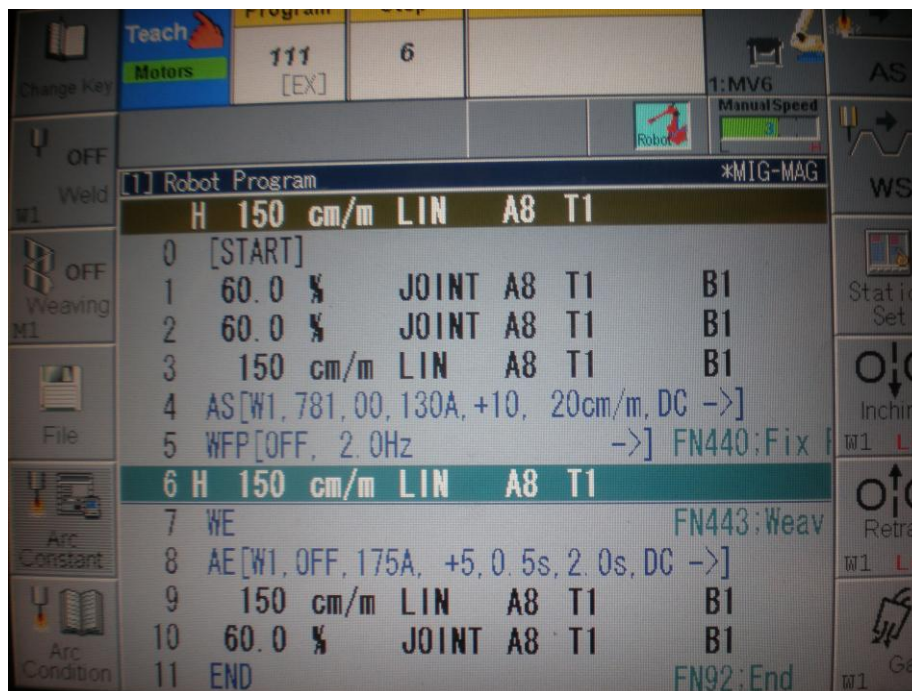 Teach
Program
Step
Motors
111
[EX]
6
1:MV6
Manual Speed
3
Robot
Change Key
OFF
Weld
W1
OFF
Weaving
M1
File
Arc
Constant
Arc
Condition
[1] Robot Program *MIG-MAG
H 150 cm/m LIN A8 T1
0 [START]
1 60.0 % JOINT A8 T1 B1
2 60.0 % JOINT A8 T1 B1
3 150 cm/m LIN A8 T1 B1
4 AS[W1,781,00,130A,+10, 20cm/m,DC ->]
5 WFP[OFF, 2.0Hz ->] FN440;Fix
6 H 150 cm/m LIN A8 T1
7 WE FN443;Weav
8 AE[W1,OFF,175A, +5,0.5s,2.0s,DC ->]
9 150 cm/m LIN A8 T1 B1
10 60.0 % JOINT A8 T1 B1
11 END FN92;End
AS
WS
Static
Set
Inchin
W1 L
Retra
W1 L
Ga
W1